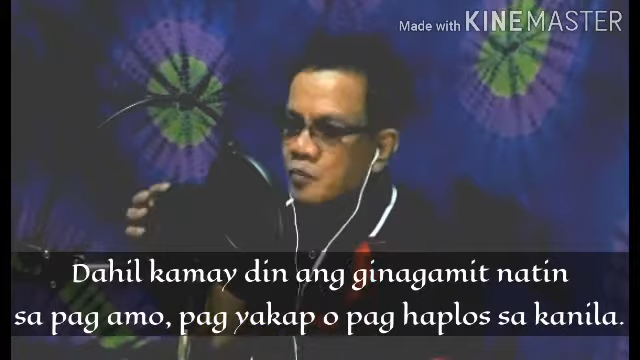 Made with KINEMASTER
Dahil kamay din ang ginagamit natin
sa pag amo, pag yakap o pag haplos sa kanila.